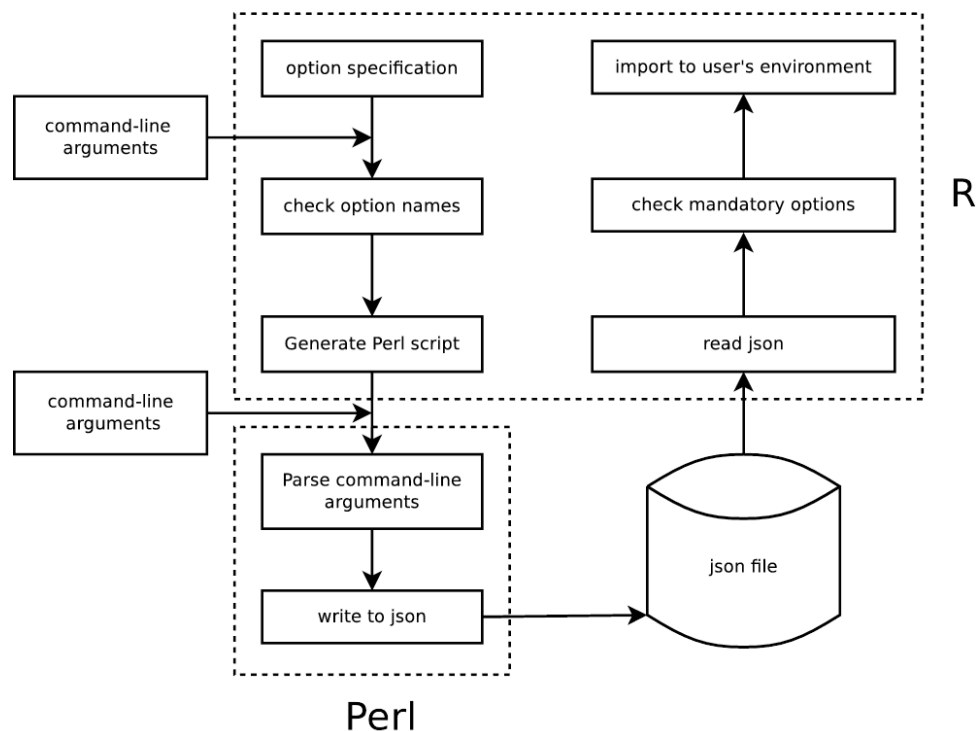 option specification
import to user's environment
command-line
arguments
check option names
check mandatory options
R
Generate Perl script
read json
command-line
arguments
Parse command-line
arguments
json file
write to json
Perl